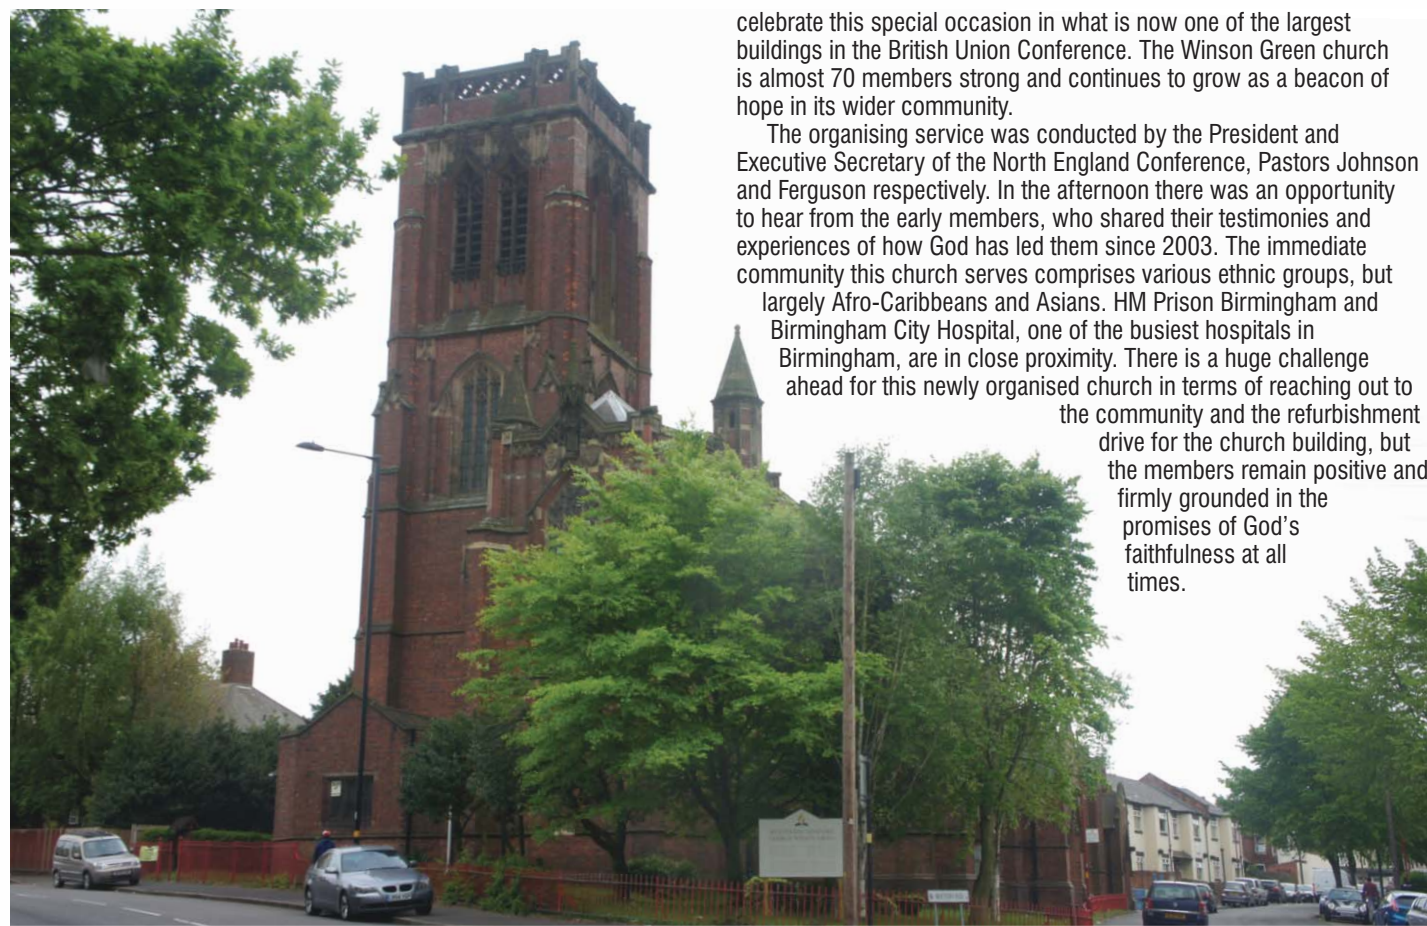 celebrate this special occasion in what is now one of the largest
buildings in the British Union Conference. The Winson Green church
is almost 70 members strong and continues to grow as a beacon of
hope in its wider community.
The organising service was conducted by the President and
Executive Secretary of the North England Conference, Pastors Johnson
and Ferguson respectively. In the afternoon there was an opportunity
to hear from the early members, who shared their testimonies and
experiences of how God has led them since 2003. The immediate
community this church serves comprises various ethnic groups, but
largely Afro-Caribbeans and Asians. HM Prison Birmingham and
Birmingham City Hospital, one of the busiest hospitals in
Birmingham, are in close proximity. There is a huge challenge
ahead for this newly organised church in terms of reaching out to
the community and the refurbishment
drive for the church building, but
the members remain positive and
firmly grounded in the
promises of God's
faithfulness at all
times.